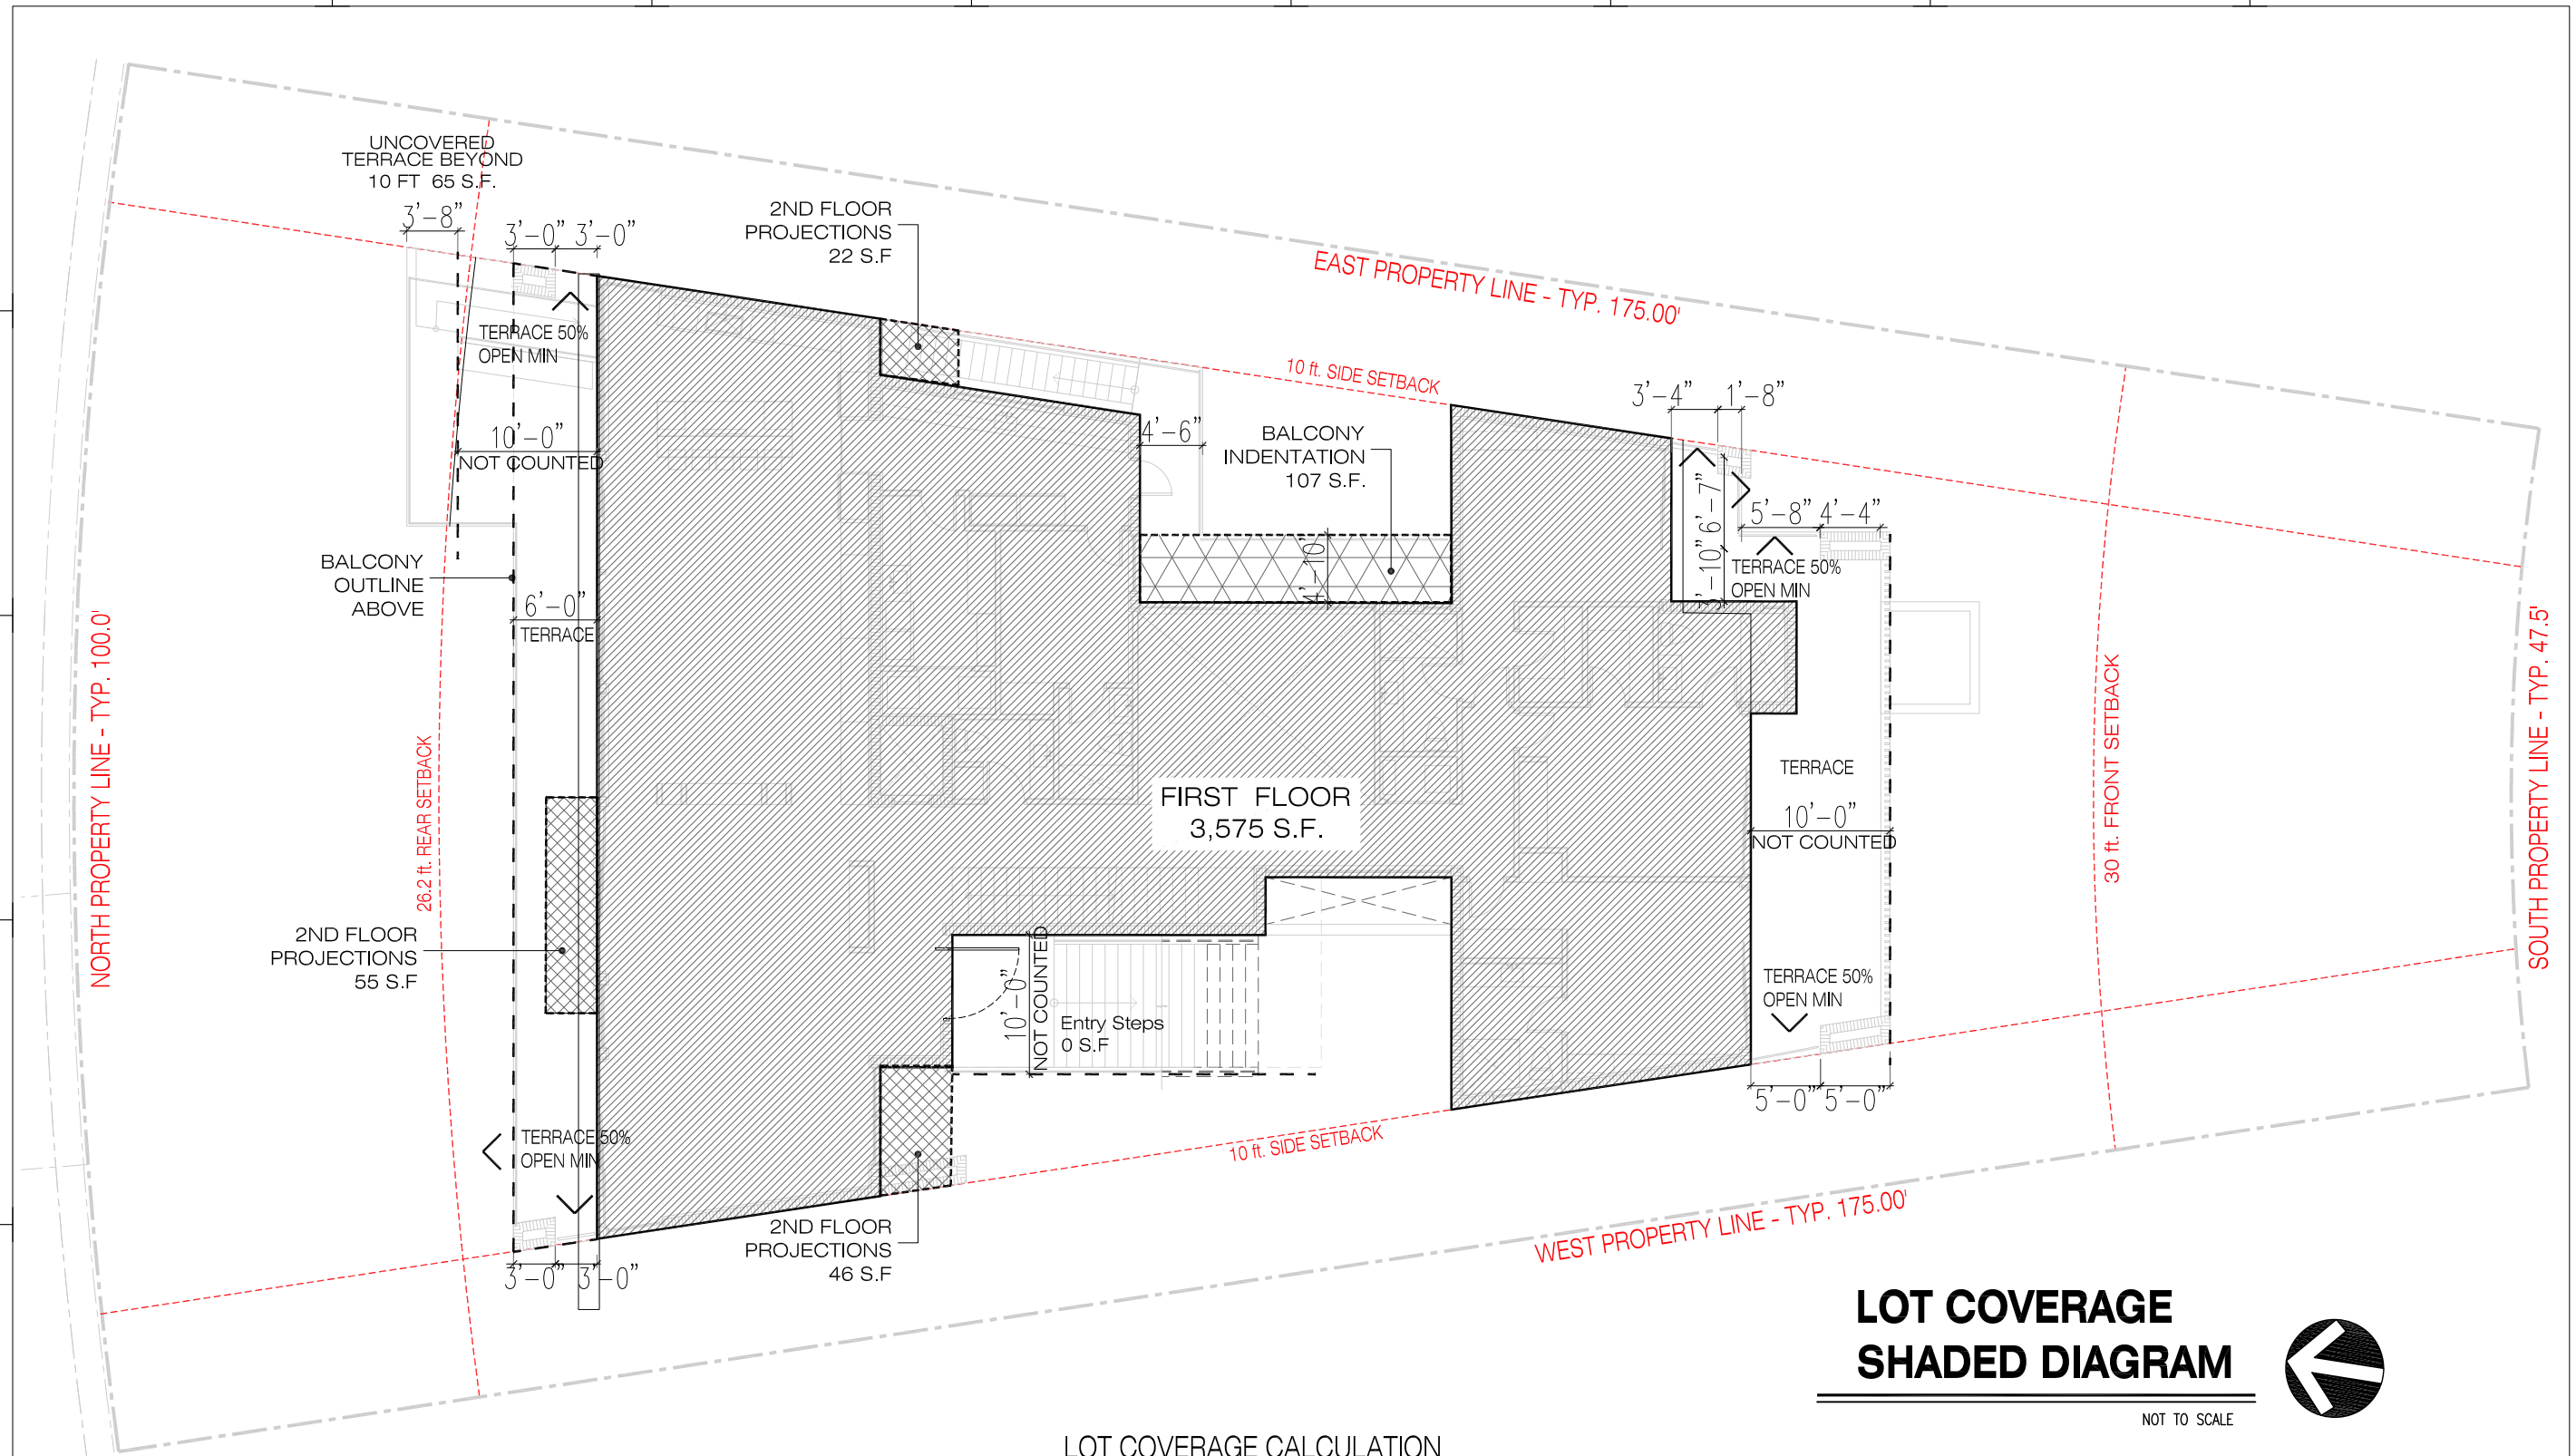 UNCOVERED
TERRACE BEYOND
10 FT 65 S.F.
3'-8"
3'-0" 3'-0"
2ND FLOOR
PROJECTIONS
22 S.F
EAST PROPERTY LINE - TYP. 175.00'
10 ft. SIDE SETBACK
TERRACE 50%
OPEN MIN
10'-0"
NOT COUNTED
4'-6"
BALCONY
INDENTATION
107 S.F.
4'-10"
3'-4" 1'-8"
6'-7"
5'-8" 4'-4"
TERRACE 50%
OPEN MIN
BALCONY
OUTLINE
ABOVE
6'-0"
TERRACE
NORTH PROPERTY LINE - TYP. 100.0'
26.2 ft. REAR SETBACK
FIRST FLOOR
3,575 S.F.
TERRACE
10'-0"
NOT COUNTED
30 ft. FRONT SETBACK
SOUTH PROPERTY LINE - TYP. 47.5'
2ND FLOOR
PROJECTIONS
55 S.F
10'-0"
NOT COUNTED
Entry Steps
0 S.F
TERRACE 50%
OPEN MIN
5'-0" 5'-0"
TERRACE 50%
OPEN MIN
10 ft. SIDE SETBACK
2ND FLOOR
PROJECTIONS
46 S.F
3'-0" 3'-0"
WEST PROPERTY LINE - TYP. 175.00'
LOT COVERAGE
SHADED DIAGRAM
NOT TO SCALE
LOT COVERAGE CALCULATION